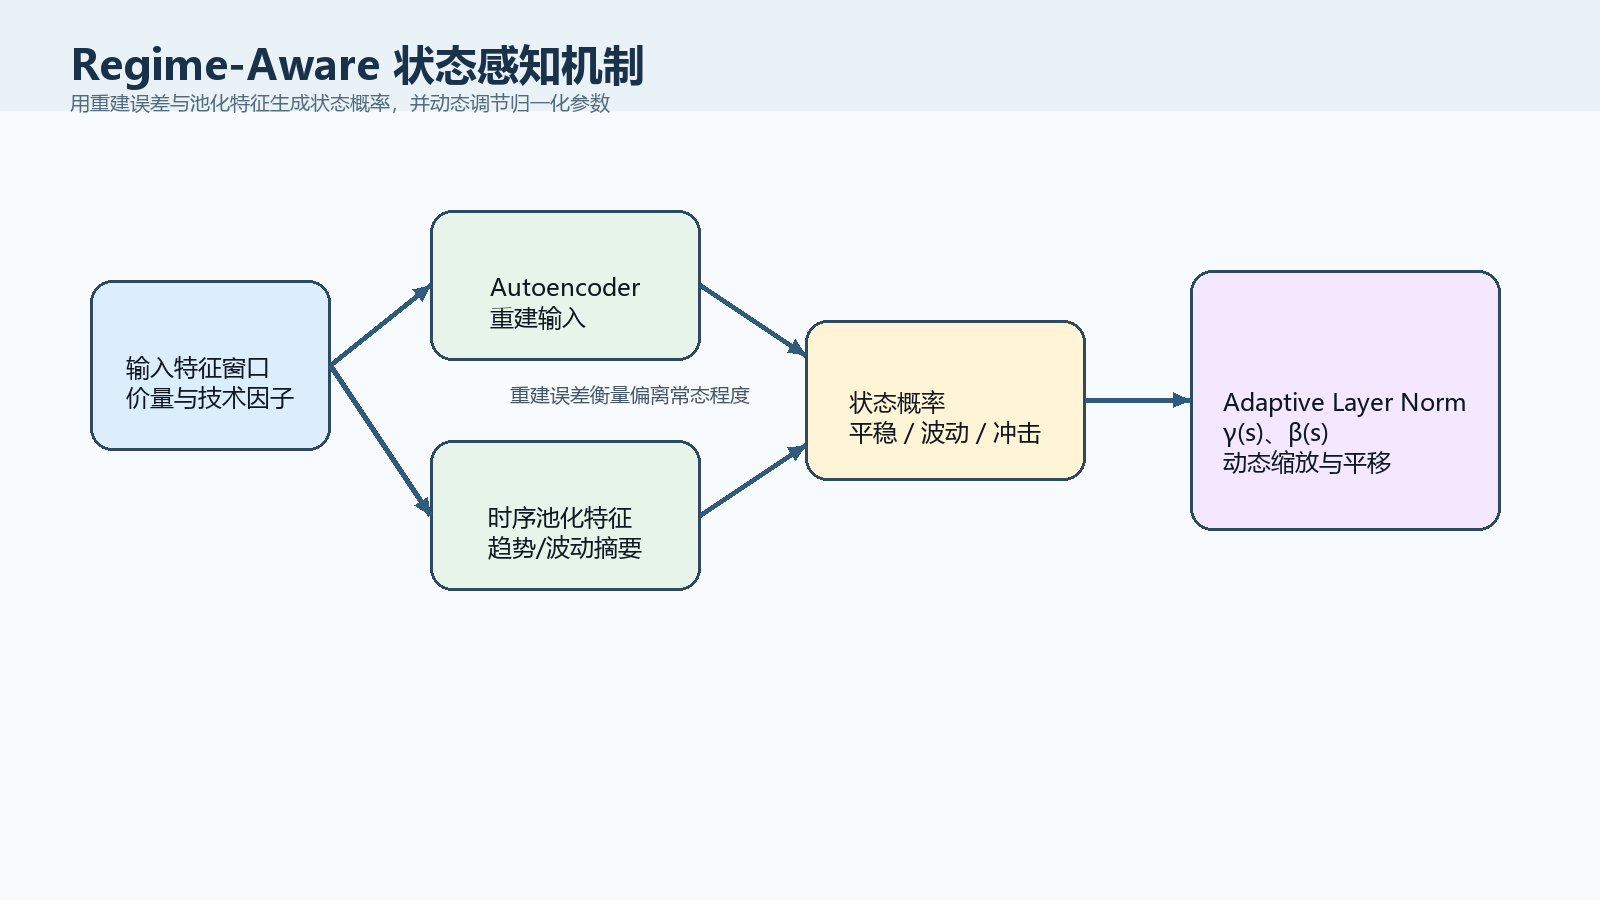 Regime-Aware 状态感知机制
用重建误差与池化特征生成状态概率，并动态调节归一化参数
输入特征窗口
价量与技术因子
Autoencoder
重建输入
重建误差衡量偏离常态程度
时序池化特征
趋势/波动摘要
状态概率
平稳 / 波动 / 冲击
Adaptive Layer Norm
γ(s)、β(s)
动态缩放与平移